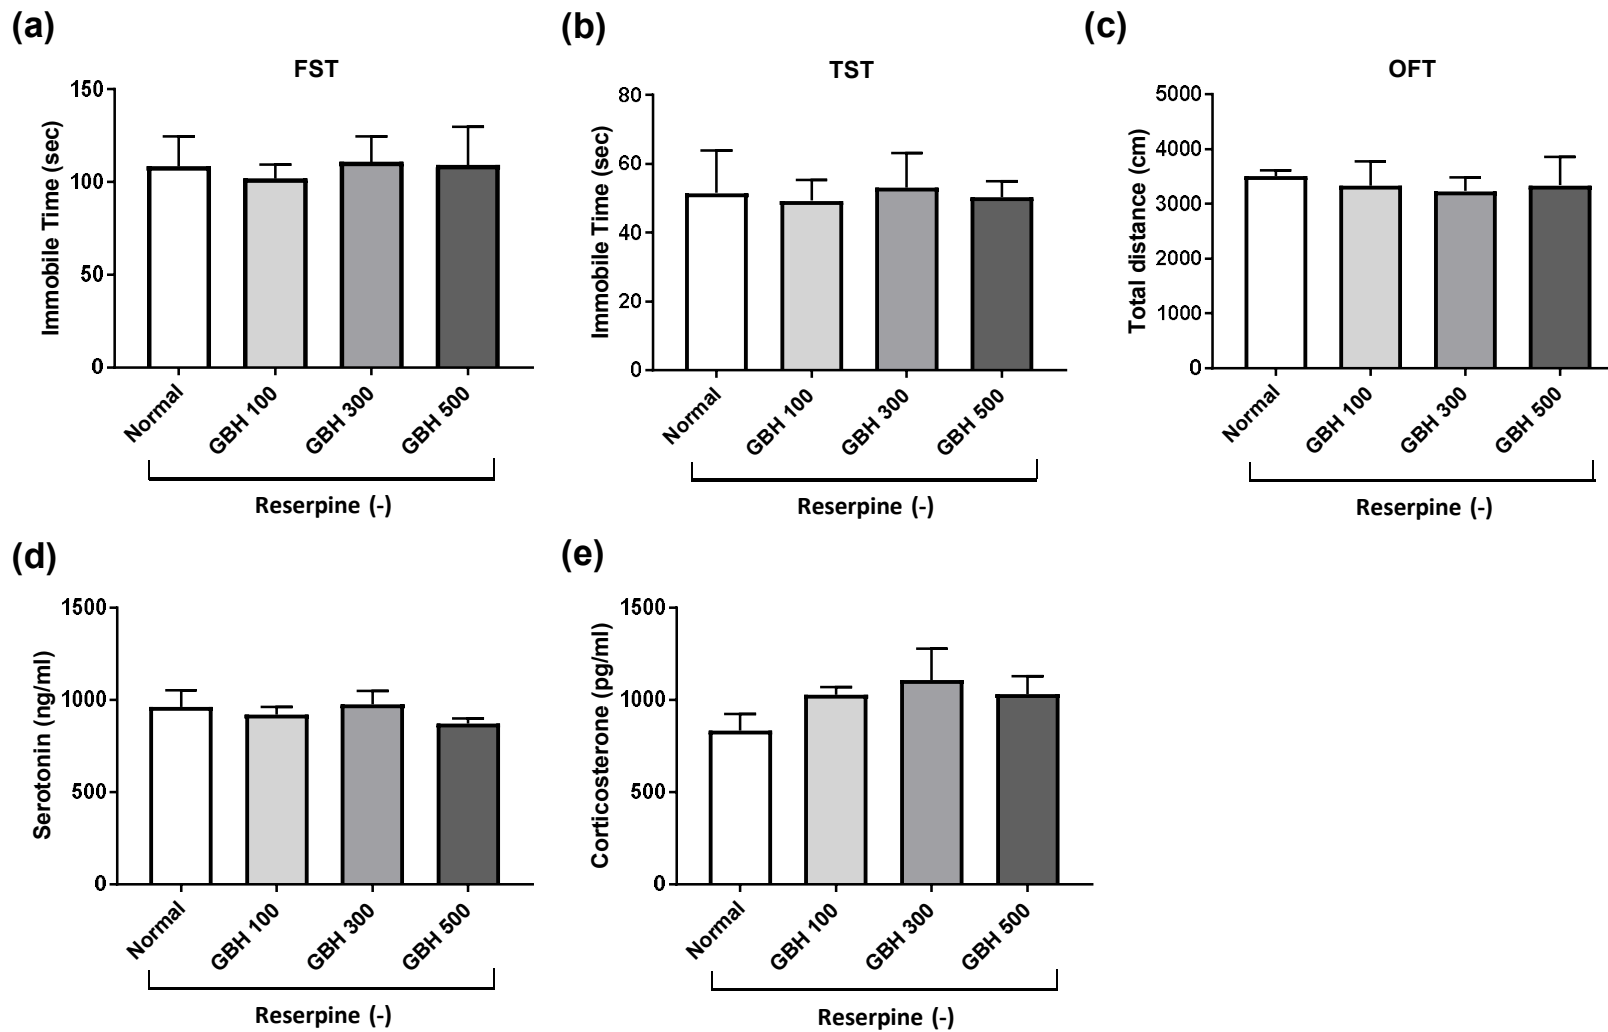 (a)
FST
Immobile Time (sec)
150
100
50
0
Normal
GBH 100
GBH 300
GBH 500
Reserpine (-)
(b)
TST
Immobile Time (sec)
80
60
40
20
0
Normal
GBH 100
GBH 300
GBH 500
Reserpine (-)
(c)
OFT
Total distance (cm)
5000
4000
3000
2000
1000
0
Normal
GBH 100
GBH 300
GBH 500
Reserpine (-)
(d)
Serotonin (ng/ml)
1500
1000
500
0
Normal
GBH 100
GBH 300
GBH 500
Reserpine (-)
(e)
Corticosterone (pg/ml)
1500
1000
500
0
Normal
GBH 100
GBH 300
GBH 500
Reserpine (-)